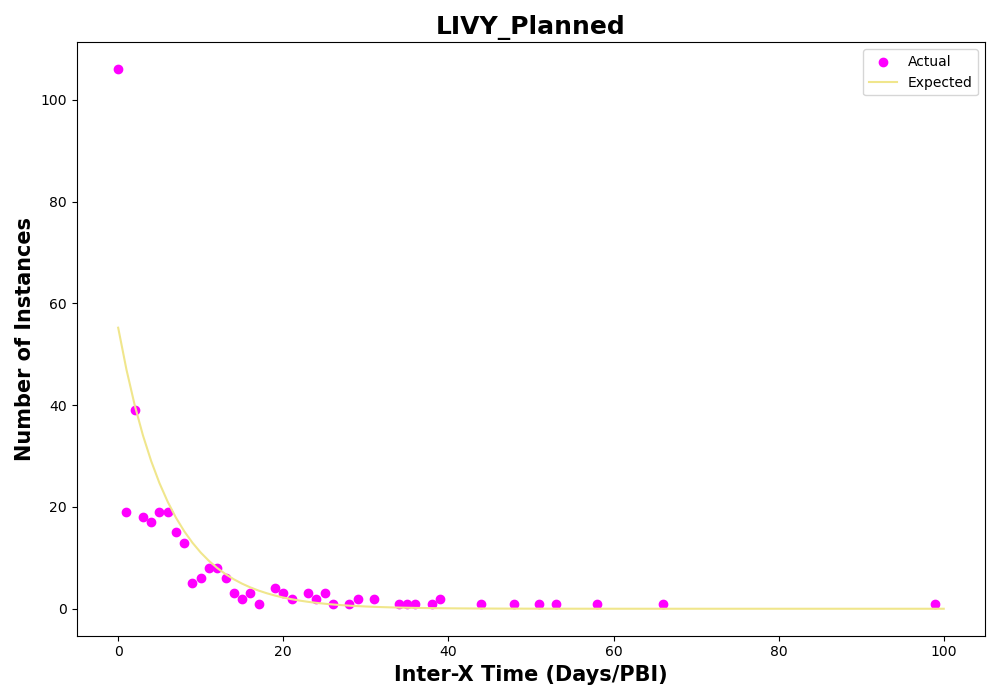 LIVY_Planned
Actual
Expected
Number of Instances
100
80
60
40
20
0
0 20 40 60 80 100
Inter-X Time (Days/PBI)